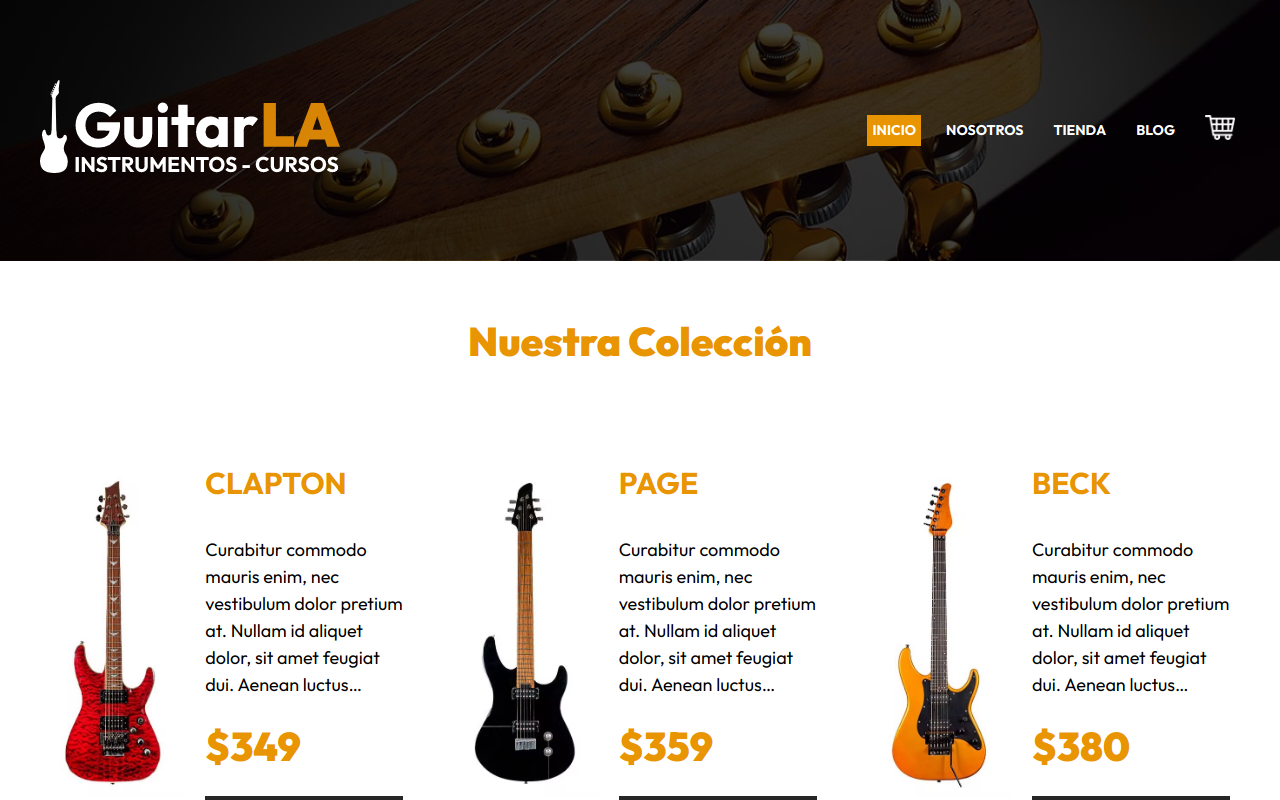 GuitarLA
INSTRUMENTOS - CURSOS
INICIO NOSOTROS TIENDA BLOG
Nuestra Colección
CLAPTON
Curabitur commodo
mauris enim, nec
vestibulum dolor pretium
at. Nullam id aliquet
dolor, sit amet feugiat
dui. Aenean luctus...
$349
PAGE
Curabitur commodo
mauris enim, nec
vestibulum dolor pretium
at. Nullam id aliquet
dolor, sit amet feugiat
dui. Aenean luctus...
$359
BECK
Curabitur commodo
mauris enim, nec
vestibulum dolor pretium
at. Nullam id aliquet
dolor, sit amet feugiat
dui. Aenean luctus...
$380